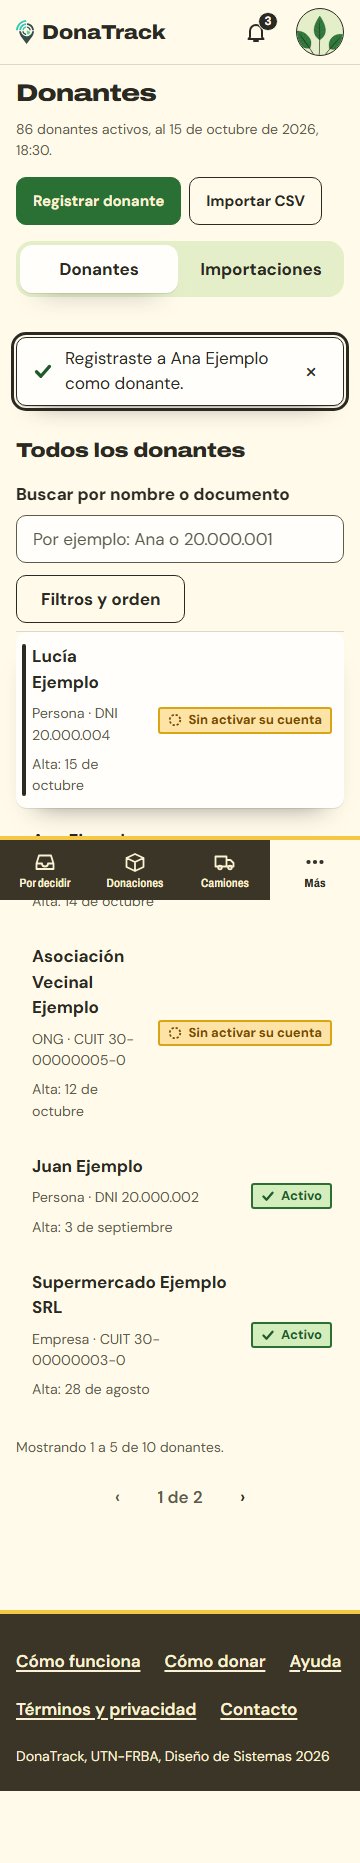 DonaTrack
3
Donantes
86 donantes activos, al 15 de octubre de 2026,
18:30.
Registrar donante
Importar CSV
Donantes
Importaciones
Registraste a Ana Ejemplo
como donante.
Todos los donantes
Buscar por nombre o documento
Por ejemplo: Ana o 20.000.001
Filtros y orden
Lucía
Ejemplo
Persona · DNI
20.000.004
Alta: 15 de
octubre
Sin activar su cuenta
Por decidir
Donaciones
Camiones
Más
Alta: 14 de octubre
Asociación
Vecinal
Ejemplo
ONG · CUIT 30-
00000005-0
Alta: 12 de
octubre
Sin activar su cuenta
Juan Ejemplo
Persona · DNI 20.000.002
Alta: 3 de septiembre
Activo
Supermercado Ejemplo
SRL
Empresa · CUIT 30-
00000003-0
Alta: 28 de agosto
Activo
Mostrando 1 a 5 de 10 donantes.
‹ 1 de 2 ›
Cómo funciona
Cómo donar
Ayuda
Términos y privacidad
Contacto
DonaTrack, UTN-FRBA, Diseño de Sistemas 2026